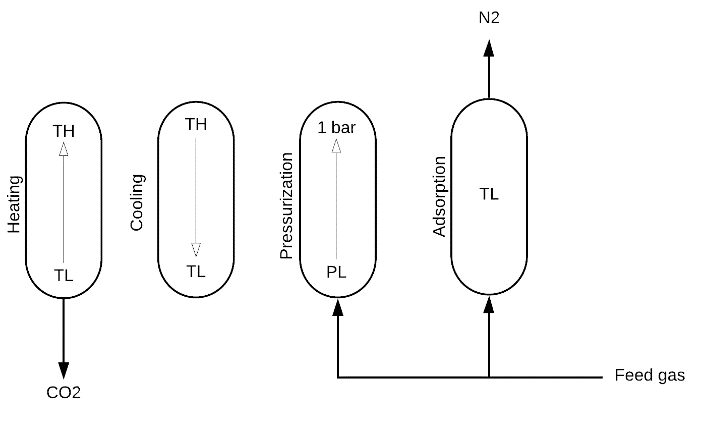 N2
Heating
TH
TL
CO2
Cooling
TH
TL
Pressurization
1 bar
PL
Adsorption
TL
Feed gas